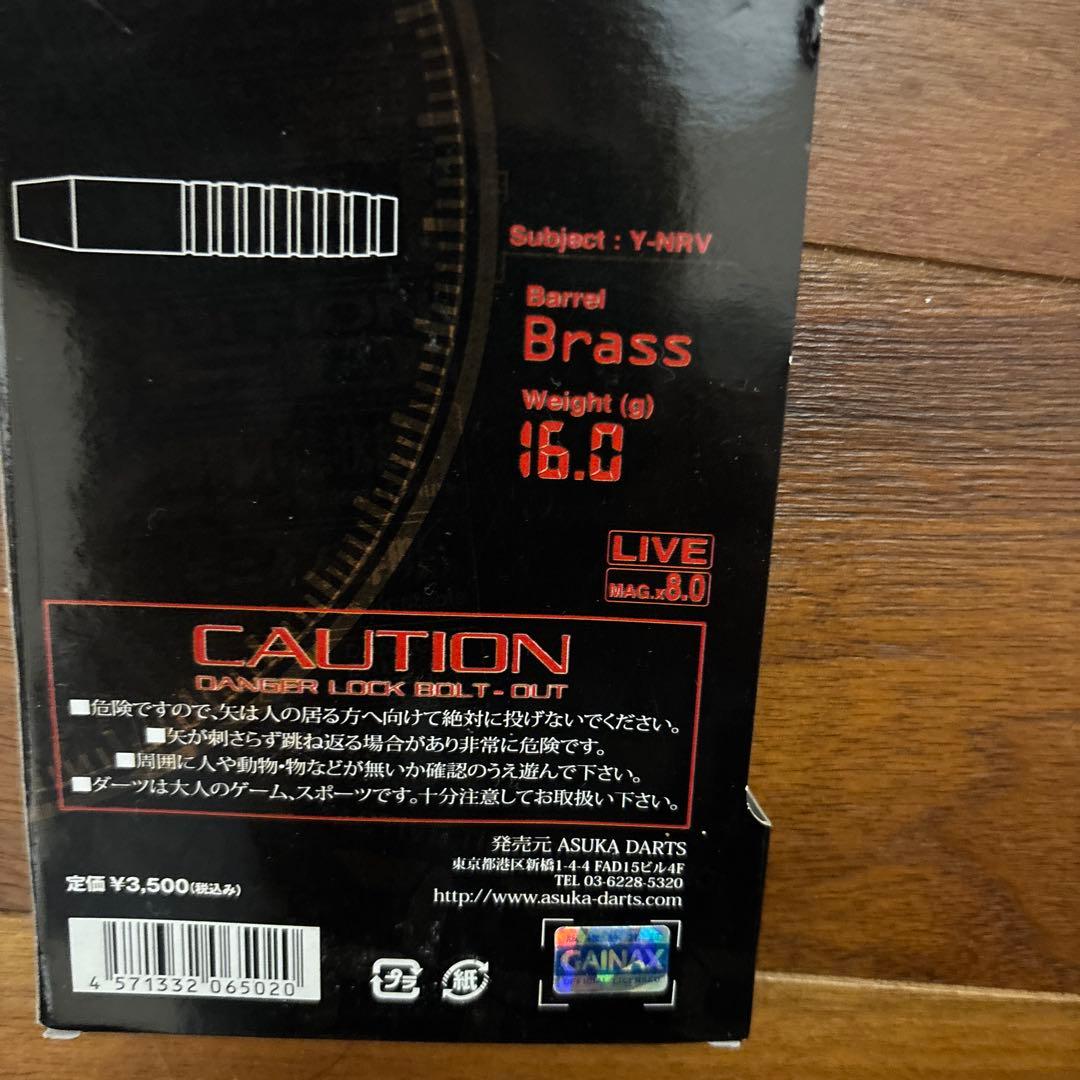 Subject : Y-NRV
Barrel
Brass
Weight (g)
16.0
LIVE
MAG.x8.0
CAUTION
DANGER LOCK BOLT-OUT
■危険ですので、矢は人の居る方へ向けて絶対に投げないでください。
■矢が刺さらず跳ね返る場合があり非常に危険です。
■周囲に人や動物・物などが無いか確認のうえ遊んで下さい。
■ダーツは大人のゲーム、スポーツです。十分注意してお取扱い下さい。
発売元 ASUKA DARTS
東京都港区新橋1-4-4 FAD15ビル4F
TEL 03-6228-5320
http://www.asuka-darts.com
定価 ¥3,500(税込み)
4 571332 065020
プラ
紙
GAINAX